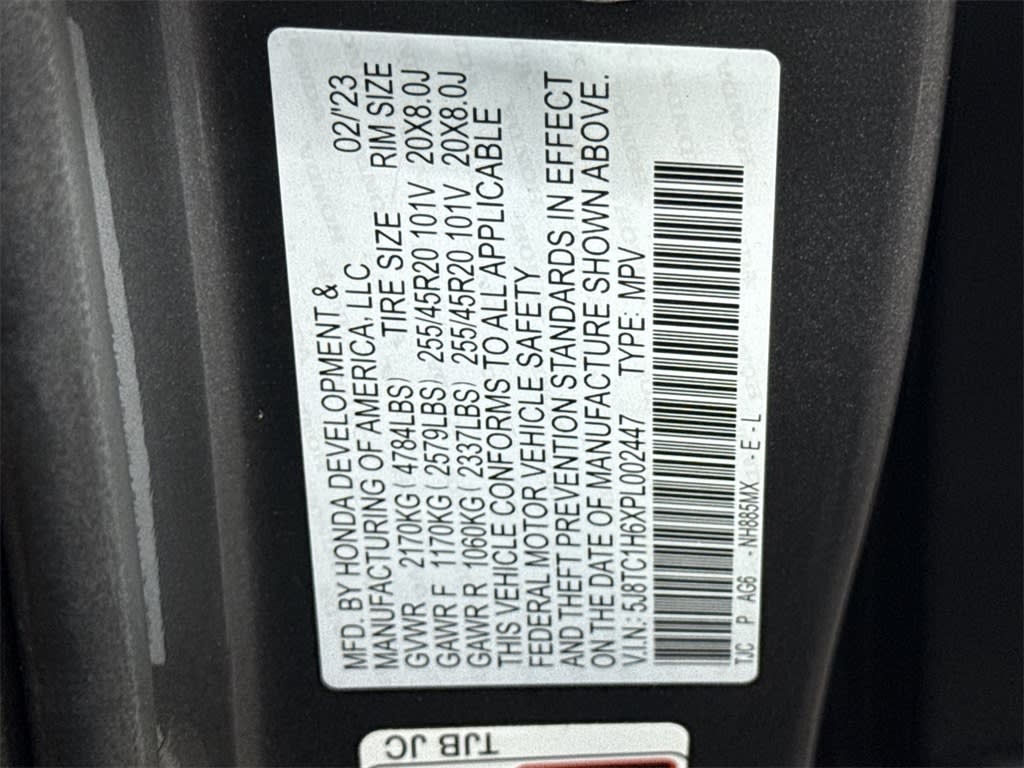 MFD. BY HONDA DEVELOPMENT & 02/'23
MANUFACTURING OF AMERICA, LLC TIRE SIZE RIM SIZE
GVWR 2170KG ( 4784LBS)
GAWR F 1170KG ( 2579LBS) 255/45R20 101V 20X8.0J
GAWR R 1060KG ( 2337LBS) 255/45R20 101V 20X8.0J
THIS VEHICLE CONFORMS TO ALL APPLICABLE
FEDERAL MOTOR VEHICLE SAFETY
AND THEFT PREVENTION STANDARDS IN EFFECT
ON THE DATE OF MANUFACTURE SHOWN ABOVE.
V.I.N.: 5J8TC1H6XPL002447 TYPE: MPV
TJC P AG6 - NH885MX - E - L
TJB JC